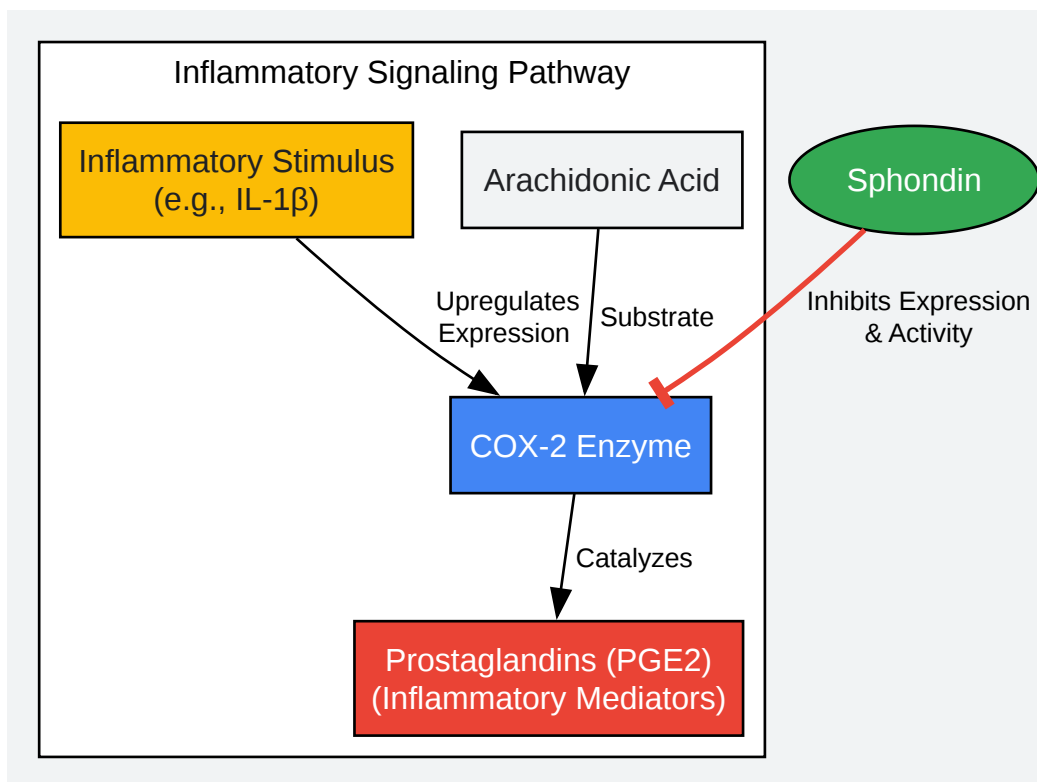 Inflammatory Signaling Pathway
Inflammatory Stimulus
(e.g., IL-1β)
Arachidonic Acid
Sphondin
Upregulates
Expression
Substrate
Inhibits Expression
& Activity
COX-2 Enzyme
Catalyzes
Prostaglandins (PGE2)
(Inflammatory Mediators)